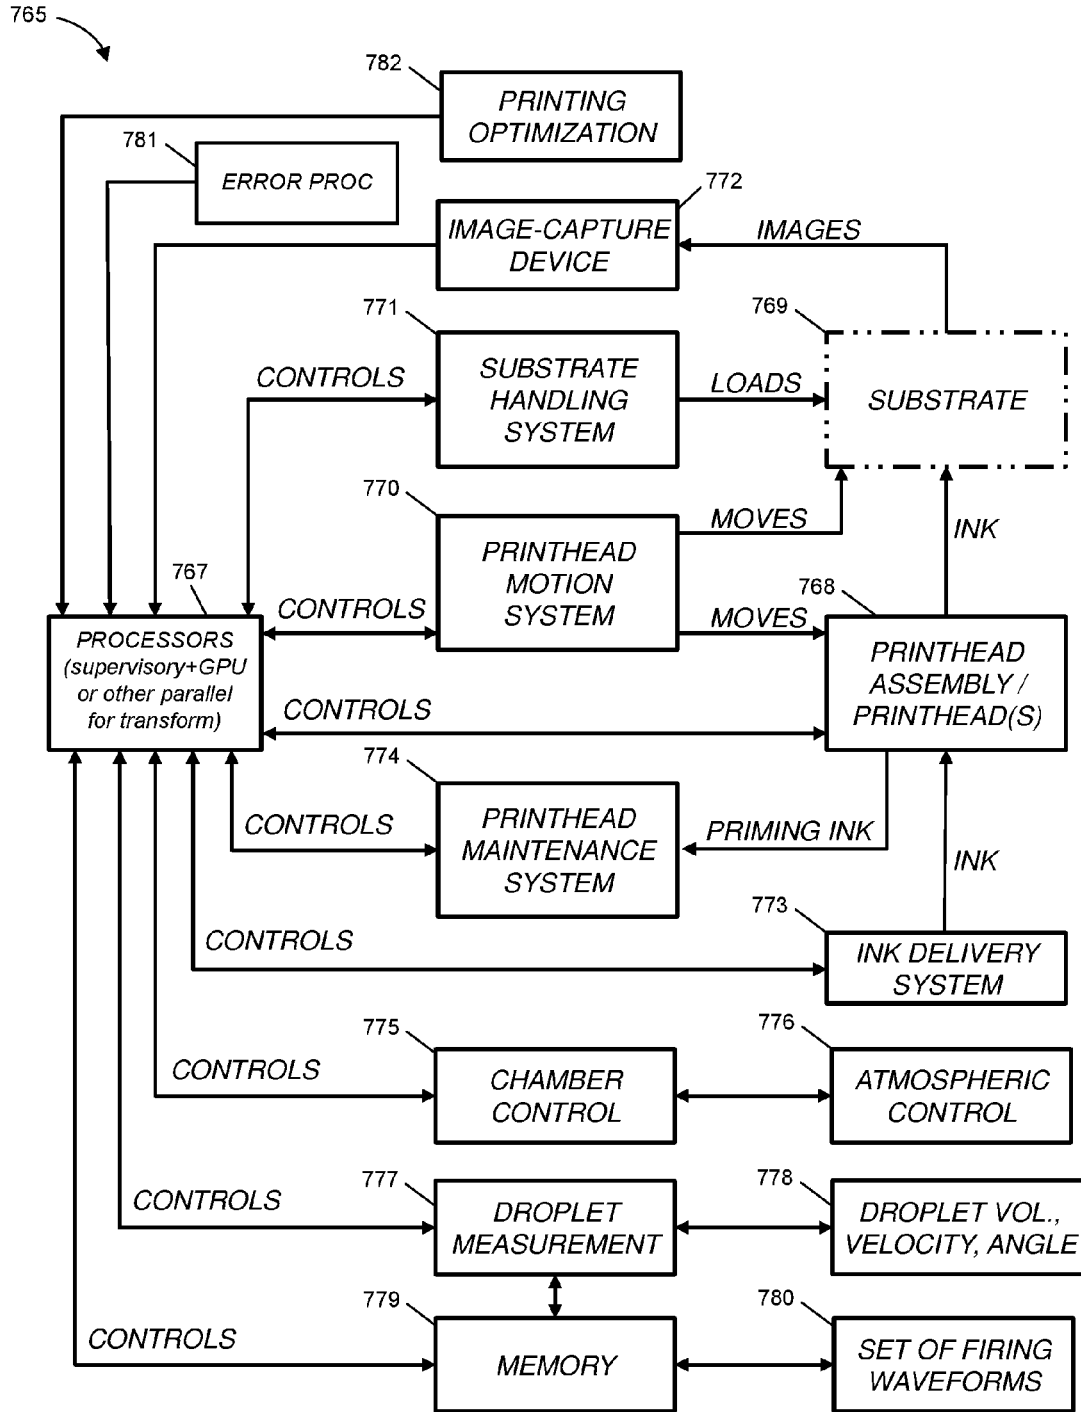 765
782
PRINTING
OPTIMIZATION
781
ERROR PROC
772
IMAGE-CAPTURE
DEVICE
IMAGES
771
769
CONTROLS
SUBSTRATE
HANDLING
SYSTEM
LOADS
SUBSTRATE
770
MOVES
INK
PRINTHEAD
MOTION
SYSTEM
767
768
CONTROLS
MOVES
PROCESSORS
(supervisory+GPU
or other parallel
for transform)
PRINTHEAD
ASSEMBLY /
PRINTHEAD(S)
CONTROLS
774
CONTROLS
PRINTHEAD
MAINTENANCE
SYSTEM
PRIMING INK
INK
773
CONTROLS
INK DELIVERY
SYSTEM
775
776
CONTROLS
CHAMBER
CONTROL
ATMOSPHERIC
CONTROL
777
778
CONTROLS
DROPLET
MEASUREMENT
DROPLET VOL.,
VELOCITY, ANGLE
779
780
CONTROLS
MEMORY
SET OF FIRING
WAVEFORMS